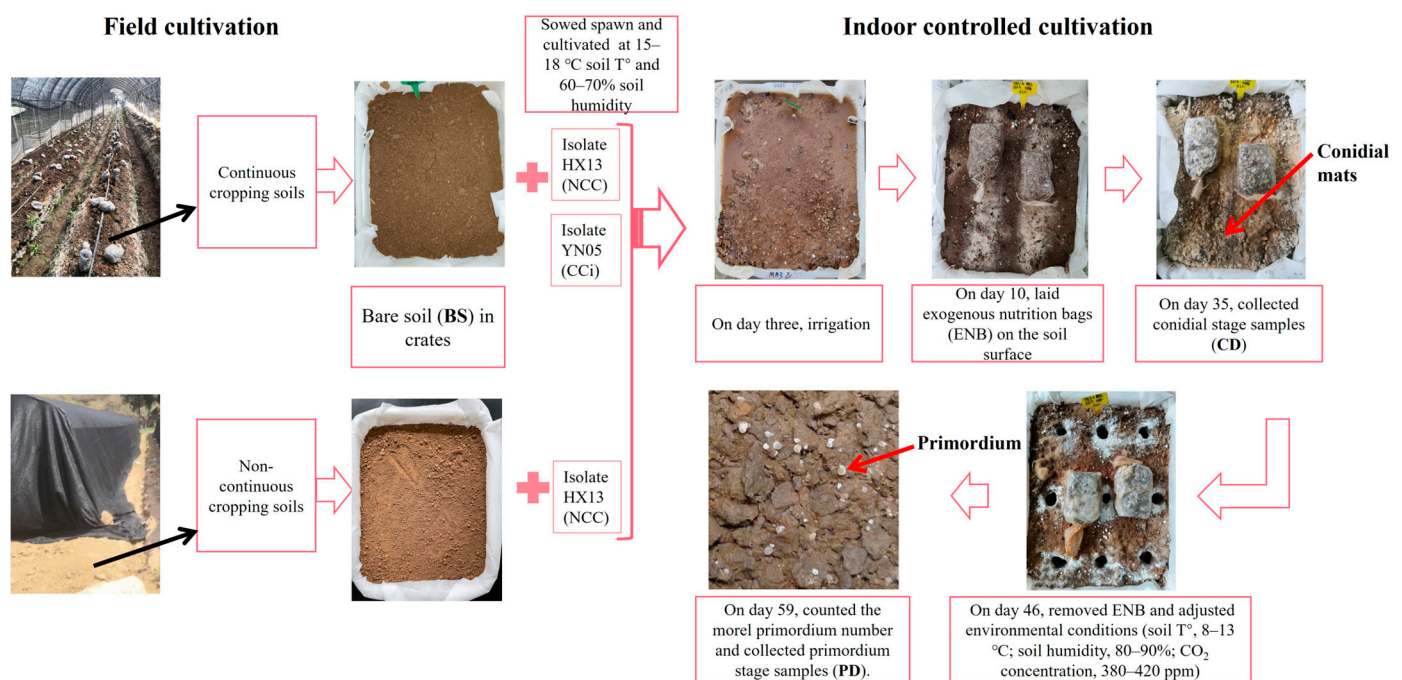 Field cultivation
Sowed spawn and
cultivated at 15–
18 ℃ soil T° and
60–70% soil
humidity
Indoor controlled cultivation
Continuous
cropping soils
Isolate
HX13
(NCC)
Isolate
YN05
(CCi)
Conidial
mats
Bare soil (BS) in
crates
On day three, irrigation
On day 10, laid
exogenous nutrition bags
(ENB) on the soil
surface
On day 35, collected
conidial stage samples
(CD)
Non-
continuous
cropping soils
Isolate
HX13
(NCC)
Primordium
On day 59, counted the
morel primordium number
and collected primordium
stage samples (PD).
On day 46, removed ENB and adjusted
environmental conditions (soil T°, 8–13
℃; soil humidity, 80–90%; CO₂
concentration, 380–420 ppm)